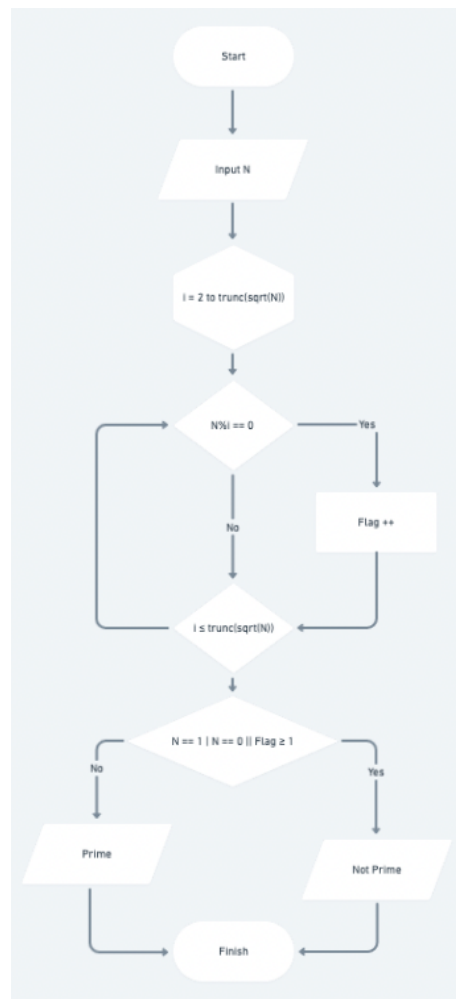 Start
Input N
i = 2 to trunc(sqrt(N))
N%i == 0
Yes
Flag ++
No
i ≤ trunc(sqrt(N))
N == 1 | N == 0 || Flag ≥ 1
No
Yes
Prime
Not Prime
Finish